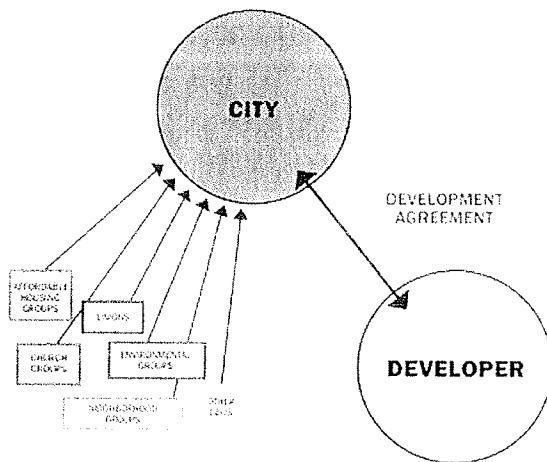 CITY
DEVELOPMENT
AGREEMENT
AFFORDABLE
HOUSING
GROUPS
UNIONS
CHURCH
GROUPS
ENVIRONMENTAL
GROUPS
DEVELOPER
NEIGHBORHOOD
GROUPS
OTHER